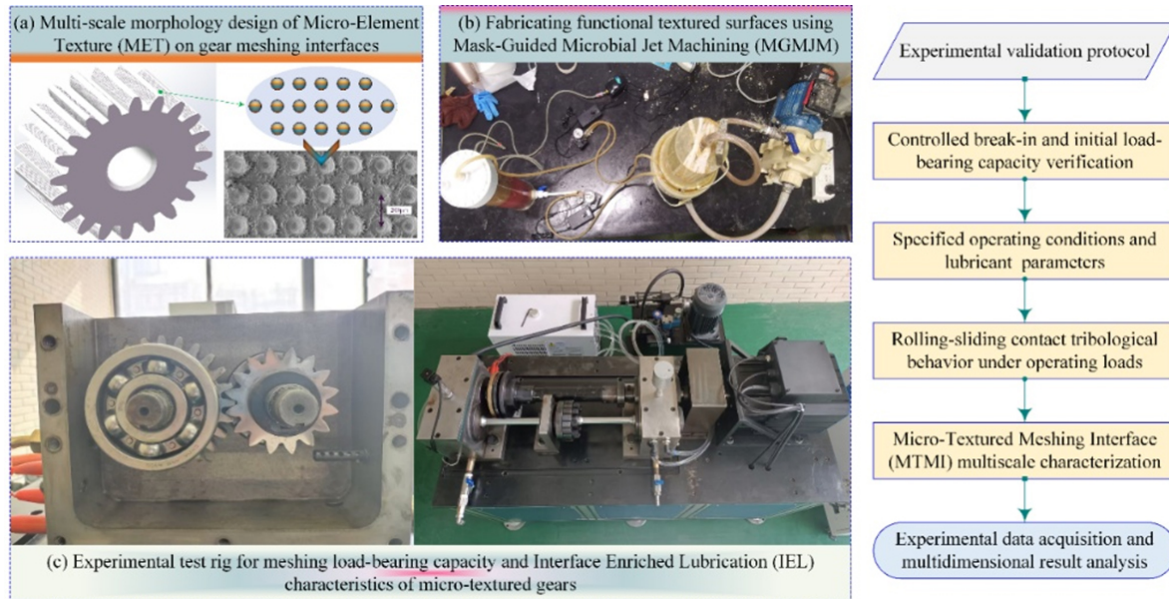 (a) Multi-scale morphology design of Micro-Element
Texture (MET) on gear meshing interfaces
(b) Fabricating functional textured surfaces using
Mask-Guided Microbial Jet Machining (MGMJM)
(c) Experimental test rig for meshing load-bearing capacity and Interface Enriched Lubrication (IEL)
characteristics of micro-textured gears
Experimental validation protocol
Controlled break-in and initial load-
bearing capacity verification
Specified operating conditions and
lubricant parameters
Rolling-sliding contact tribological
behavior under operating loads
Micro-Textured Meshing Interface
(MTMI) multiscale characterization
Experimental data acquisition and
multidimensional result analysis